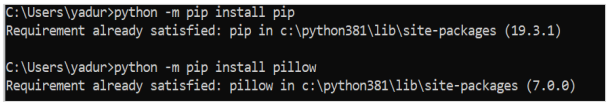 C:\Users\yadur>python -m pip install pip
Requirement already satisfied: pip in c:\python381\lib\site-packages (19.3.1)
C:\Users\yadur>python -m pip install pillow
Requirement already satisfied: pillow in c:\python381\lib\site-packages (7.0.0)